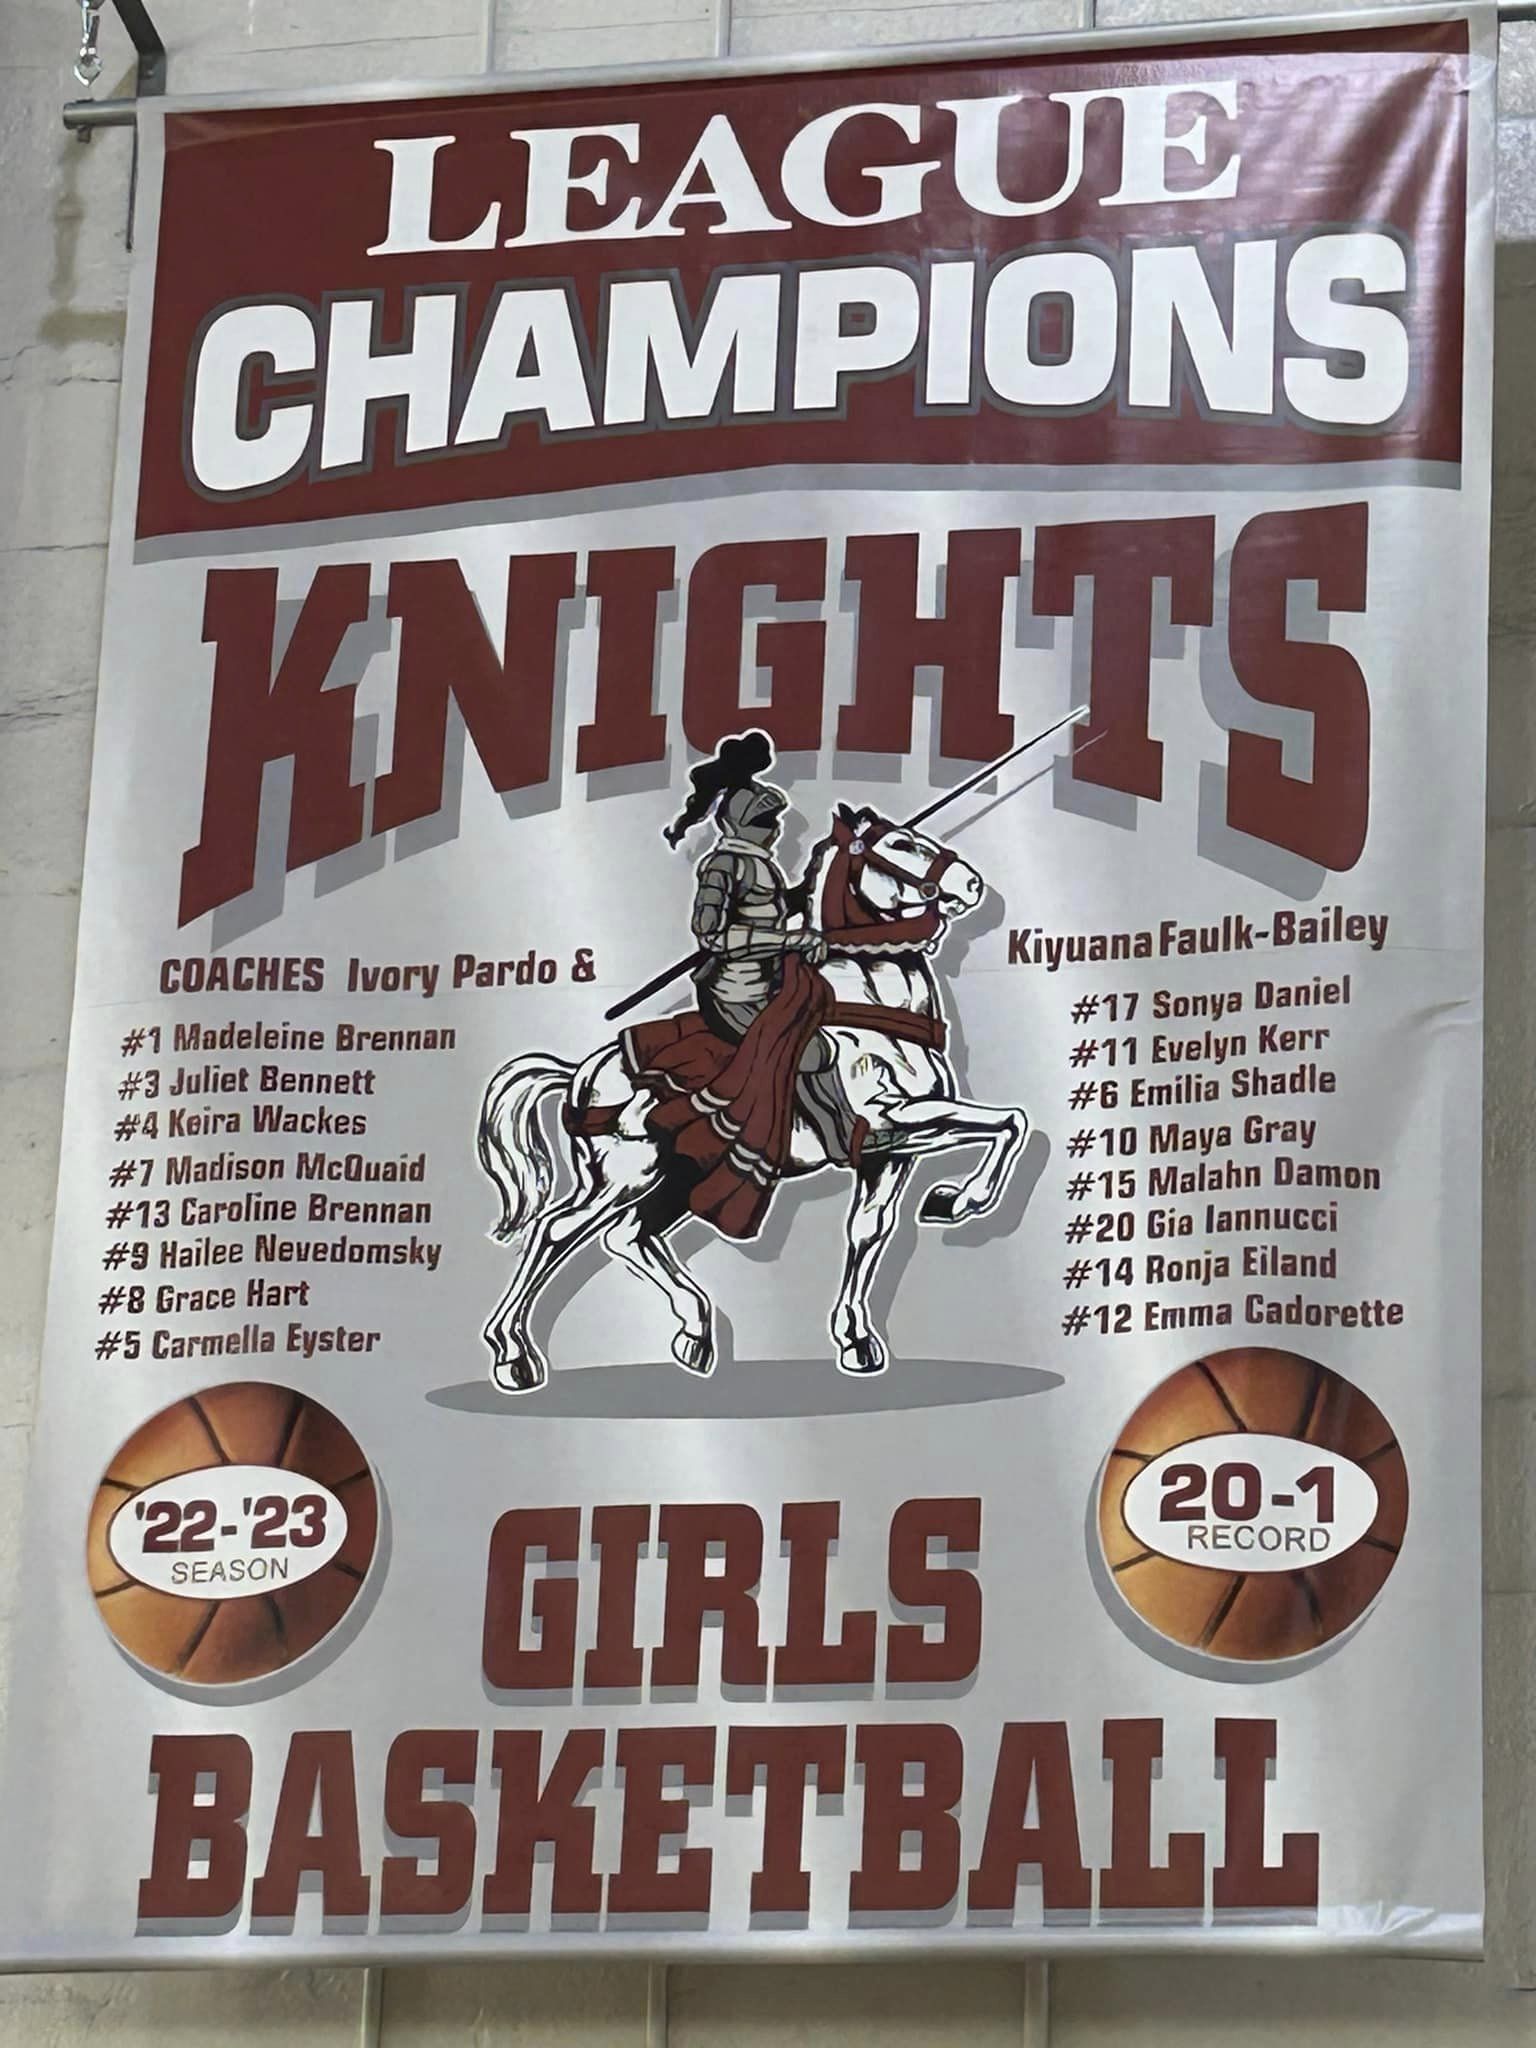 LEAGUE
CHAMPIONS
KNIGHTS
COACHES Ivory Pardo & Kiyuana Faulk-Bailey
#1 Madeleine Brennan
#3 Juliet Bennett
#4 Keira Wackes
#7 Madison McQuaid
#13 Caroline Brennan
#9 Hailee Nevedomsky
#8 Grace Hart
#5 Carmella Eyster
#17 Sonya Daniel
#11 Evelyn Kerr
#6 Emilia Shadle
#10 Maya Gray
#15 Malahn Damon
#20 Gia Iannucci
#14 Ronja Eiland
#12 Emma Cadorette
'22-'23
SEASON
20-1
RECORD
GIRLS
BASKETBALL